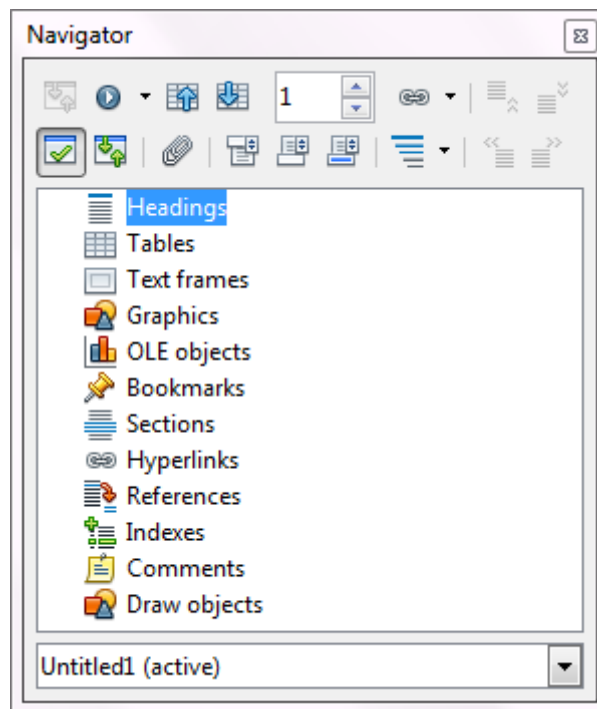 Navigator
1
Headings
Tables
Text frames
Graphics
OLE objects
Bookmarks
Sections
Hyperlinks
References
Indexes
Comments
Draw objects
Untitled1 (active)